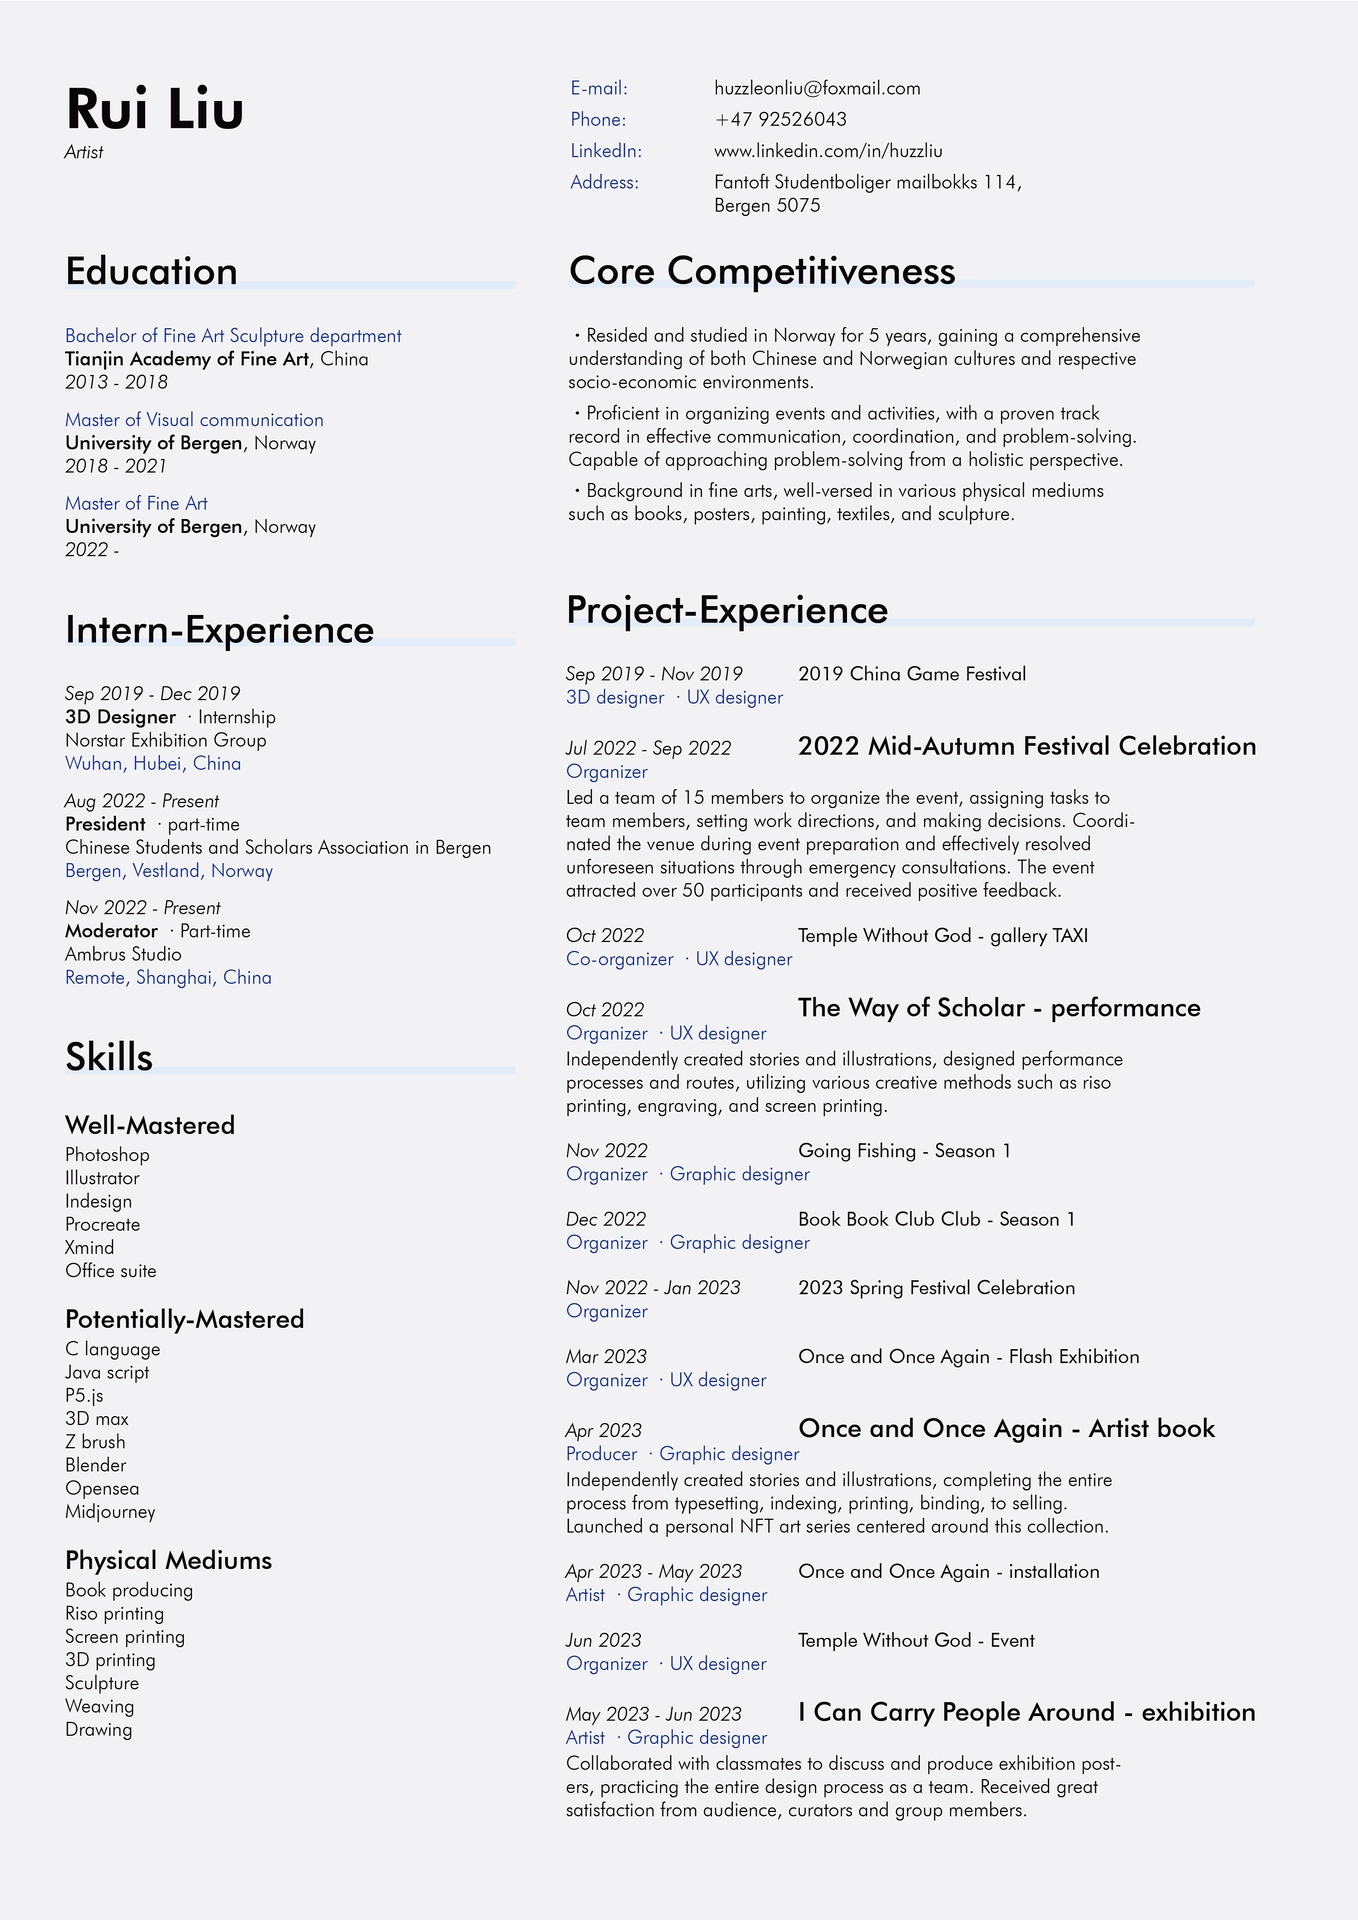 Rui Liu
Artist
E-mail: huzzleonliu@foxmail.com
Phone: +47 92526043
LinkedIn: www.linkedin.com/in/huzzliu
Address: Fantoft Studentboliger mailbokks 114,
Bergen 5075
Education
Bachelor of Fine Art Sculpture department
Tianjin Academy of Fine Art, China
2013 - 2018
Master of Visual communication
University of Bergen, Norway
2018 - 2021
Master of Fine Art
University of Bergen, Norway
2022 -
Intern-Experience
Sep 2019 - Dec 2019
3D Designer · Internship
Norstar Exhibition Group
Wuhan, Hubei, China
Aug 2022 - Present
President · part-time
Chinese Students and Scholars Association in Bergen
Bergen, Vestland, Norway
Nov 2022 - Present
Moderator · Part-time
Ambrus Studio
Remote, Shanghai, China
Skills
Well-Mastered
Photoshop
Illustrator
Indesign
Procreate
Xmind
Office suite
Potentially-Mastered
C language
Java script
P5.js
3D max
Z brush
Blender
Opensea
Midjourney
Physical Mediums
Book producing
Riso printing
Screen printing
3D printing
Sculpture
Weaving
Drawing
Core Competitiveness
· Resided and studied in Norway for 5 years, gaining a comprehensive
understanding of both Chinese and Norwegian cultures and respective
socio-economic environments.
· Proficient in organizing events and activities, with a proven track
record in effective communication, coordination, and problem-solving.
Capable of approaching problem-solving from a holistic perspective.
· Background in fine arts, well-versed in various physical mediums
such as books, posters, painting, textiles, and sculpture.
Project-Experience
Sep 2019 - Nov 2019 2019 China Game Festival
3D designer · UX designer
Jul 2022 - Sep 2022 2022 Mid-Autumn Festival Celebration
Organizer
Led a team of 15 members to organize the event, assigning tasks to
team members, setting work directions, and making decisions. Coordi-
nated the venue during event preparation and effectively resolved
unforeseen situations through emergency consultations. The event
attracted over 50 participants and received positive feedback.
Oct 2022 Temple Without God - gallery TAXI
Co-organizer · UX designer
Oct 2022 The Way of Scholar - performance
Organizer · UX designer
Independently created stories and illustrations, designed performance
processes and routes, utilizing various creative methods such as riso
printing, engraving, and screen printing.
Nov 2022 Going Fishing - Season 1
Organizer · Graphic designer
Dec 2022 Book Book Club Club - Season 1
Organizer · Graphic designer
Nov 2022 - Jan 2023 2023 Spring Festival Celebration
Organizer
Mar 2023 Once and Once Again - Flash Exhibition
Organizer · UX designer
Apr 2023 Once and Once Again - Artist book
Producer · Graphic designer
Independently created stories and illustrations, completing the entire
process from typesetting, indexing, printing, binding, to selling.
Launched a personal NFT art series centered around this collection.
Apr 2023 - May 2023 Once and Once Again - installation
Artist · Graphic designer
Jun 2023 Temple Without God - Event
Organizer · UX designer
May 2023 - Jun 2023 I Can Carry People Around - exhibition
Artist · Graphic designer
Collaborated with classmates to discuss and produce exhibition post-
ers, practicing the entire design process as a team. Received great
satisfaction from audience, curators and group members.